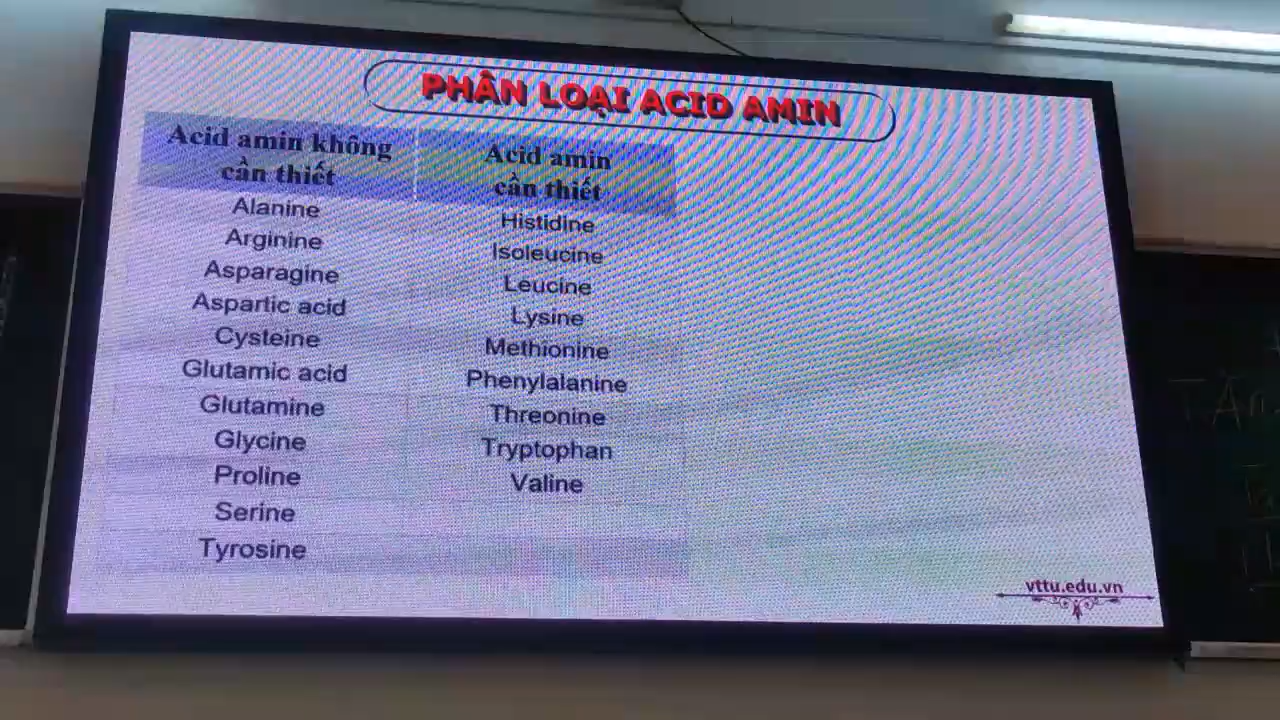 PHÂN LOẠI ACID AMIN
Acid amin không
cần thiết
Alanine
Arginine
Asparagine
Aspartic acid
Cysteine
Glutamic acid
Glutamine
Glycine
Proline
Serine
Tyrosine
Acid amin
cần thiết
Histidine
Isoleucine
Leucine
Lysine
Methionine
Phenylalanine
Threonine
Tryptophan
Valine
vttu.edu.vn